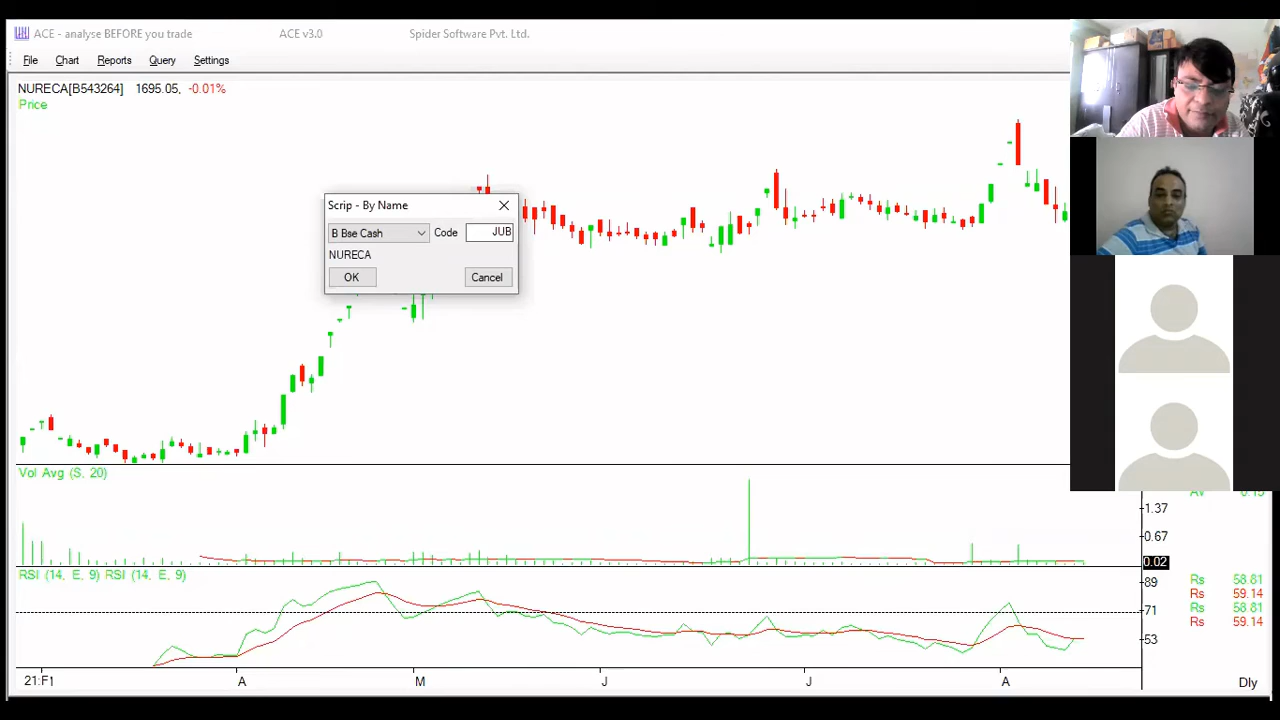 ACE - analyse BEFORE you trade ACE v3.0 Spider Software Pvt. Ltd.
File Chart Reports Query Settings
NURECA[B543264] 1695.05, -0.01%
Price
Scrip - By Name
B Bse Cash Code JUB
NURECA
OK Cancel
Vol Avg (S, 20)
1.37
0.67
0.02
RSI (14, E, 9) RSI (14, E, 9)
89
71
53
Rs 58.81
Rs 59.14
Rs 58.81
Rs 59.14
21:F1 A M J J A Dly